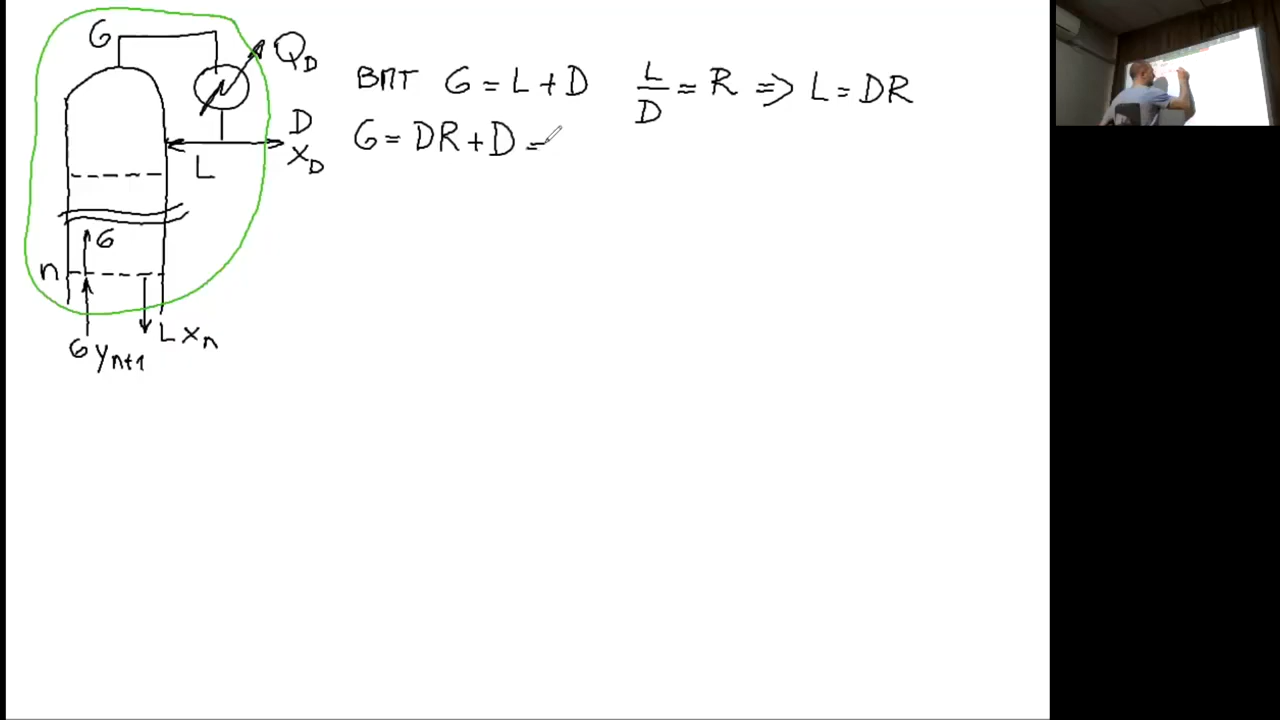 G
Q_D
D
X_D
L
G
n
L X_n
G y_{n+1}
ВПТ G = L + D L/D = R ⇒ L = DR
G = DR + D =